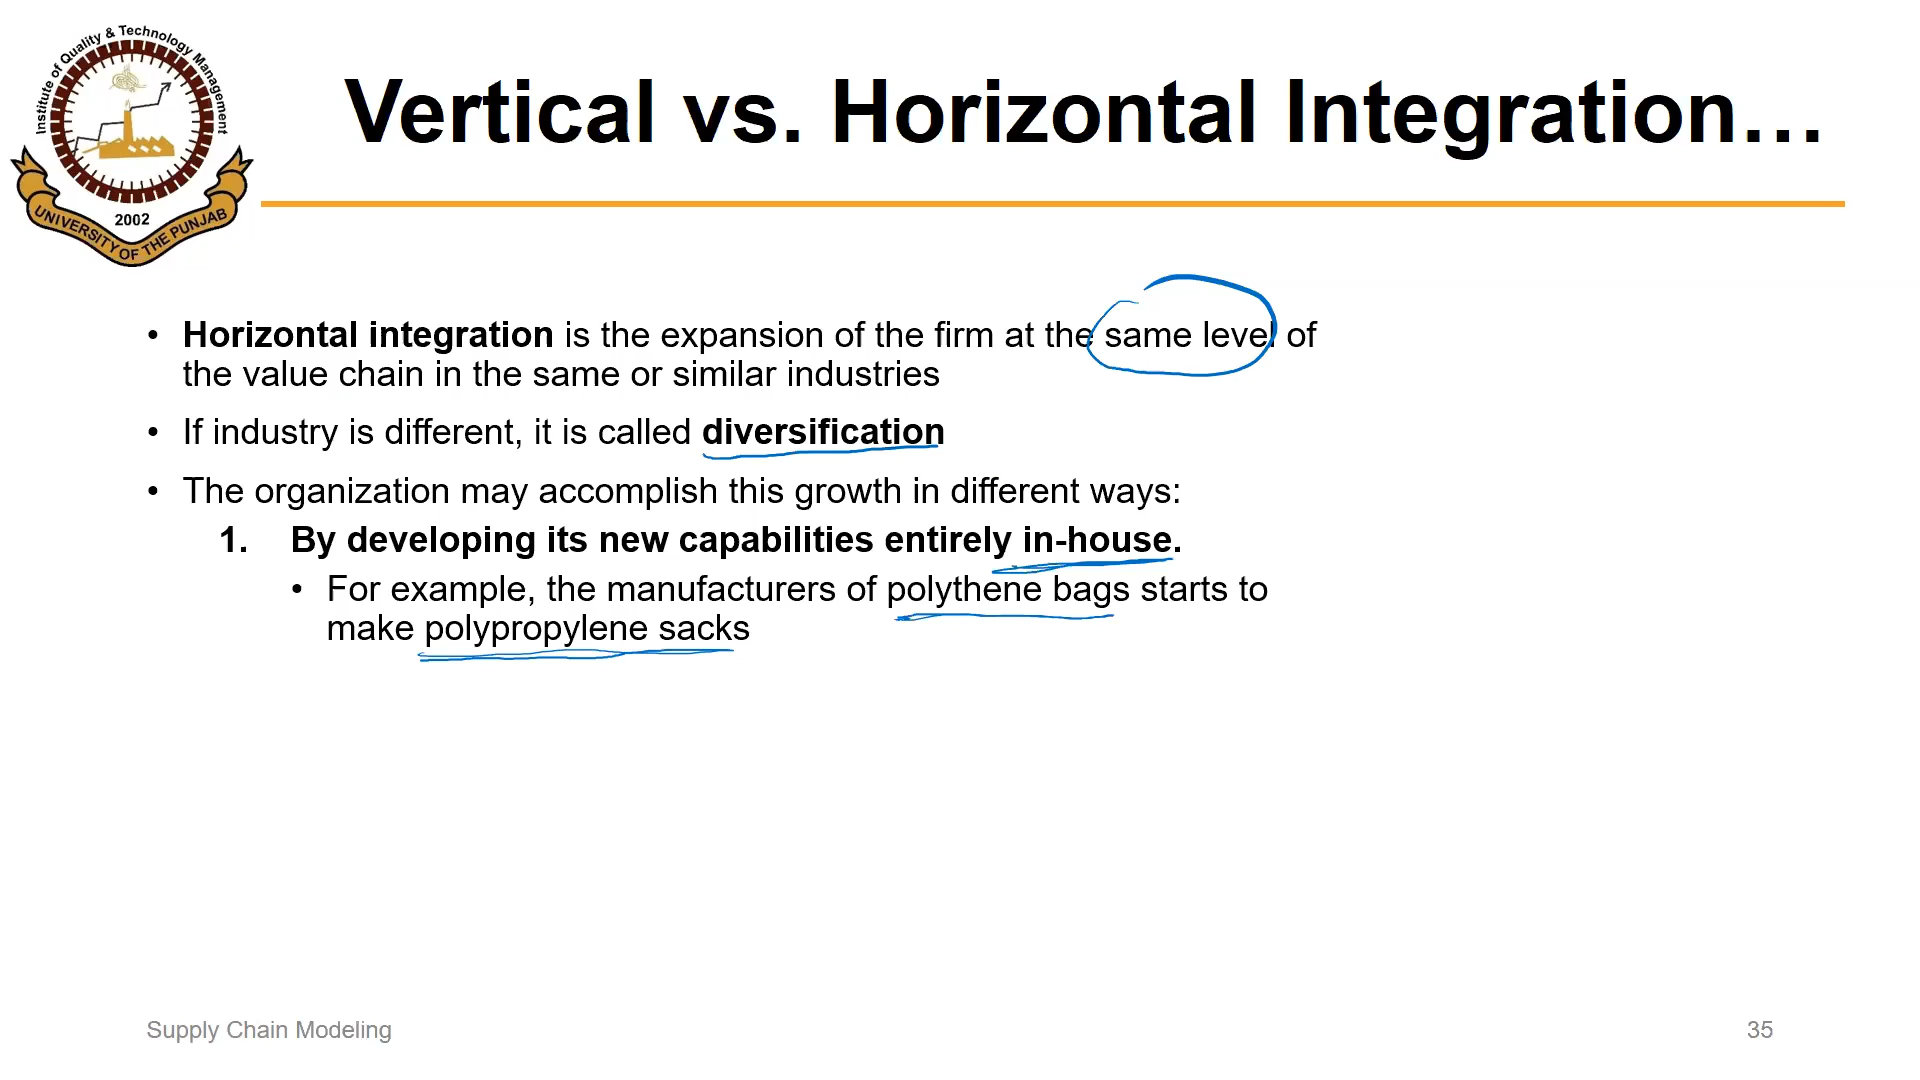 Institute of Quality & Technology Management
2002
UNIVERSITY OF THE PUNJAB
Vertical vs. Horizontal Integration…
• Horizontal integration is the expansion of the firm at the same level of
the value chain in the same or similar industries
• If industry is different, it is called diversification
• The organization may accomplish this growth in different ways:
1. By developing its new capabilities entirely in-house.
• For example, the manufacturers of polythene bags starts to
make polypropylene sacks
Supply Chain Modeling
35